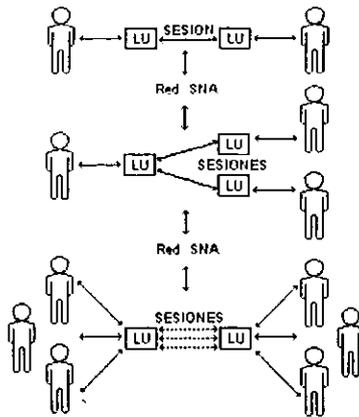 SESION
LU LU
Red SNA
LU
LU SESIONES
LU
Red SNA
SESIONES
LU LU